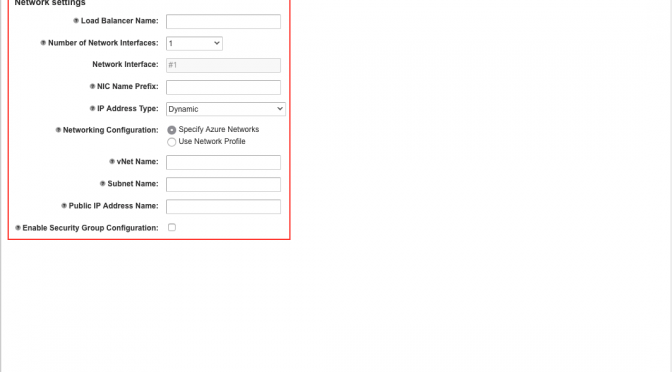 Network settings
Load Balancer Name:
Number of Network Interfaces: 1
Network Interface: #1
NIC Name Prefix:
IP Address Type: Dynamic
Networking Configuration: Specify Azure Networks
Use Network Profile
vNet Name:
Subnet Name:
Public IP Address Name:
Enable Security Group Configuration: